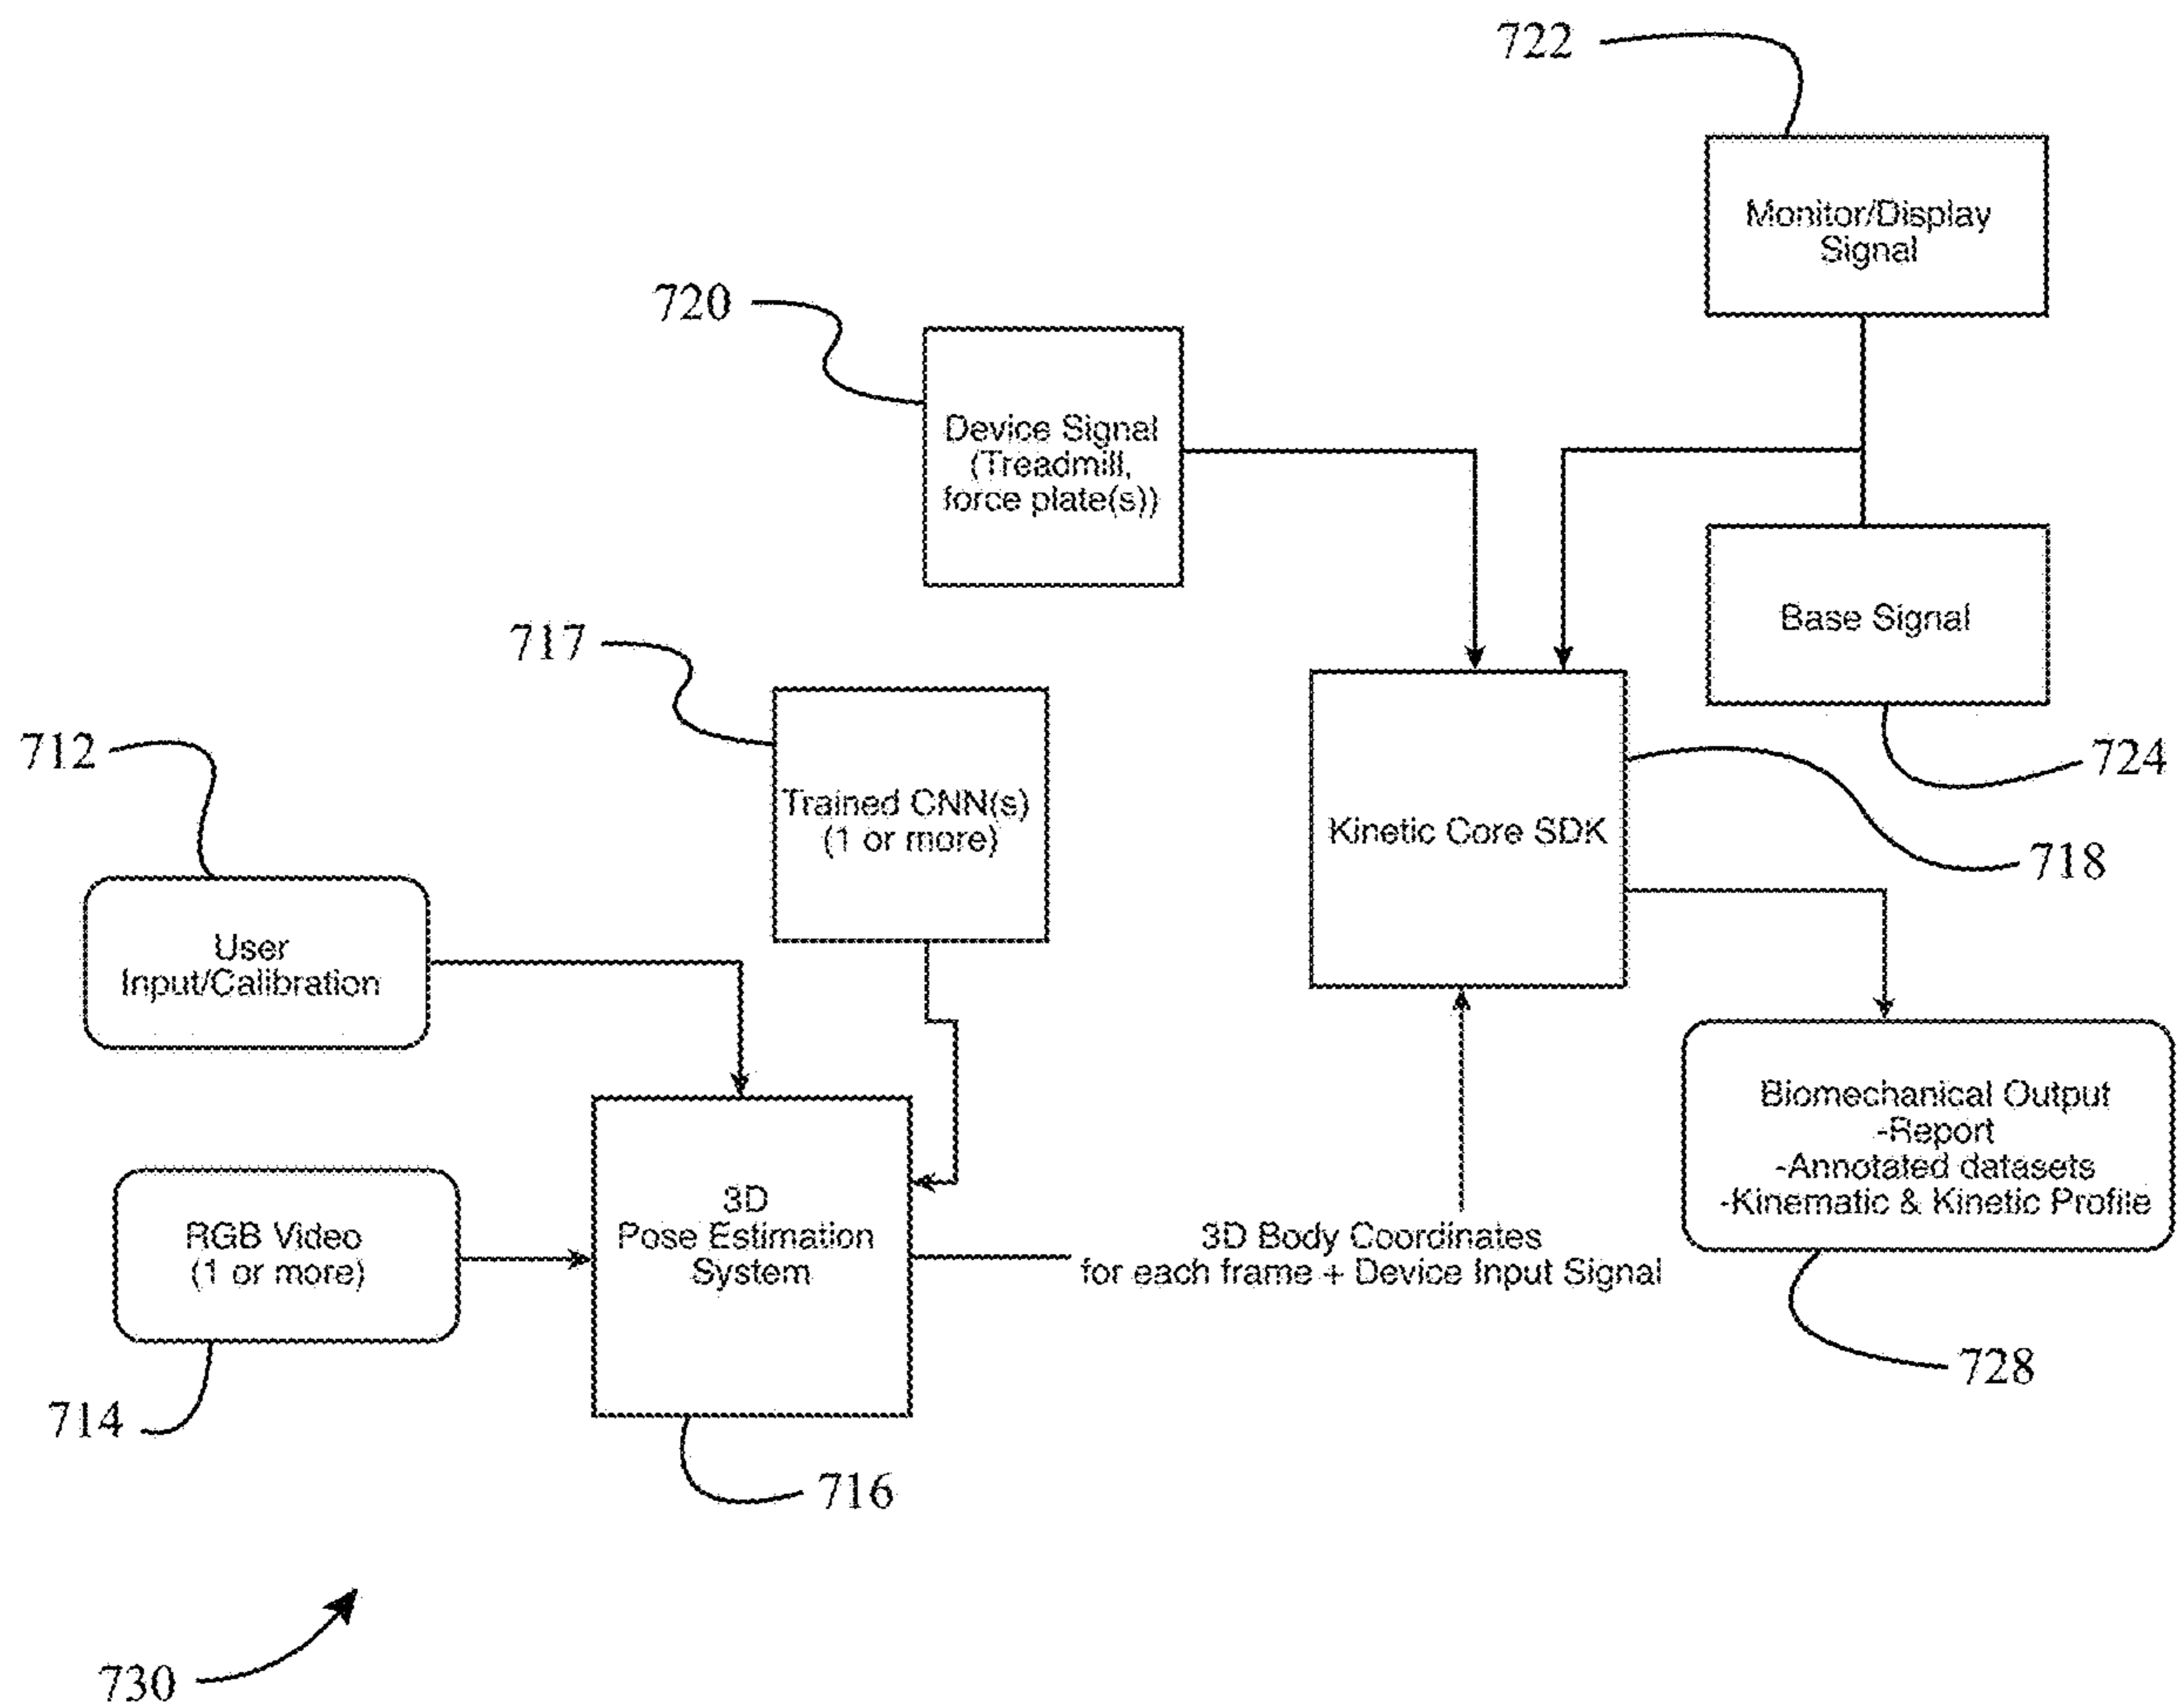 722
Monitor/Display
Signal
720
Device Signal
(Treadmill,
force plate(s))
Base Signal
724
717
Trained CNN(s)
(1 or more)
712
User
Input/Calibration
Kinetic Core SDK
718
RGB Video
(1 or more)
714
3D
Pose Estimation
System
716
3D Body Coordinates
for each frame + Device Input Signal
Biomechanical Output
-Report
-Annotated datasets
-Kinematic & Kinetic Profile
728
730